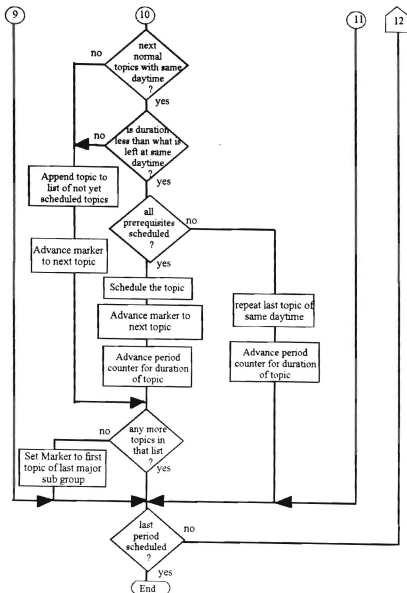 9
10
11
12
next
normal
topics with same
daytime
?
no
yes
is duration
less than what is
left at same
daytime
?
no
yes
Append topic to
list of not yet
scheduled topics
Advance marker
to next topic
all
prerequisites
scheduled
?
no
yes
Schedule the topic
Advance marker to
next topic
Advance period
counter for duration
of topic
repeat last topic of
same daytime
Advance period
counter for duration
of topic
any more
topics in
that list
?
no
yes
Set Marker to first
topic of last major
sub group
last
period
scheduled
?
no
yes
End